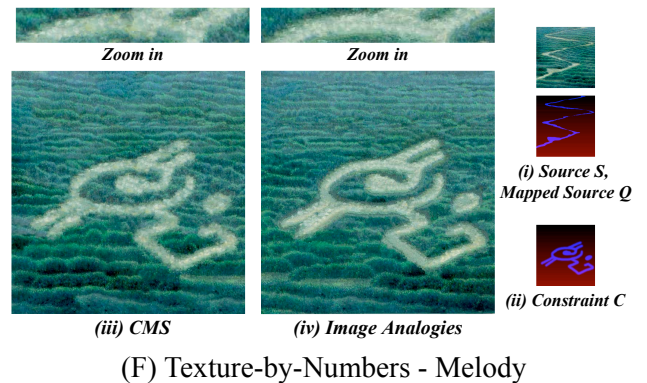 Zoom in
Zoom in
(i) Source S,
Mapped Source Q
(ii) Constraint C
(iii) CMS
(iv) Image Analogies
(F) Texture-by-Numbers - Melody